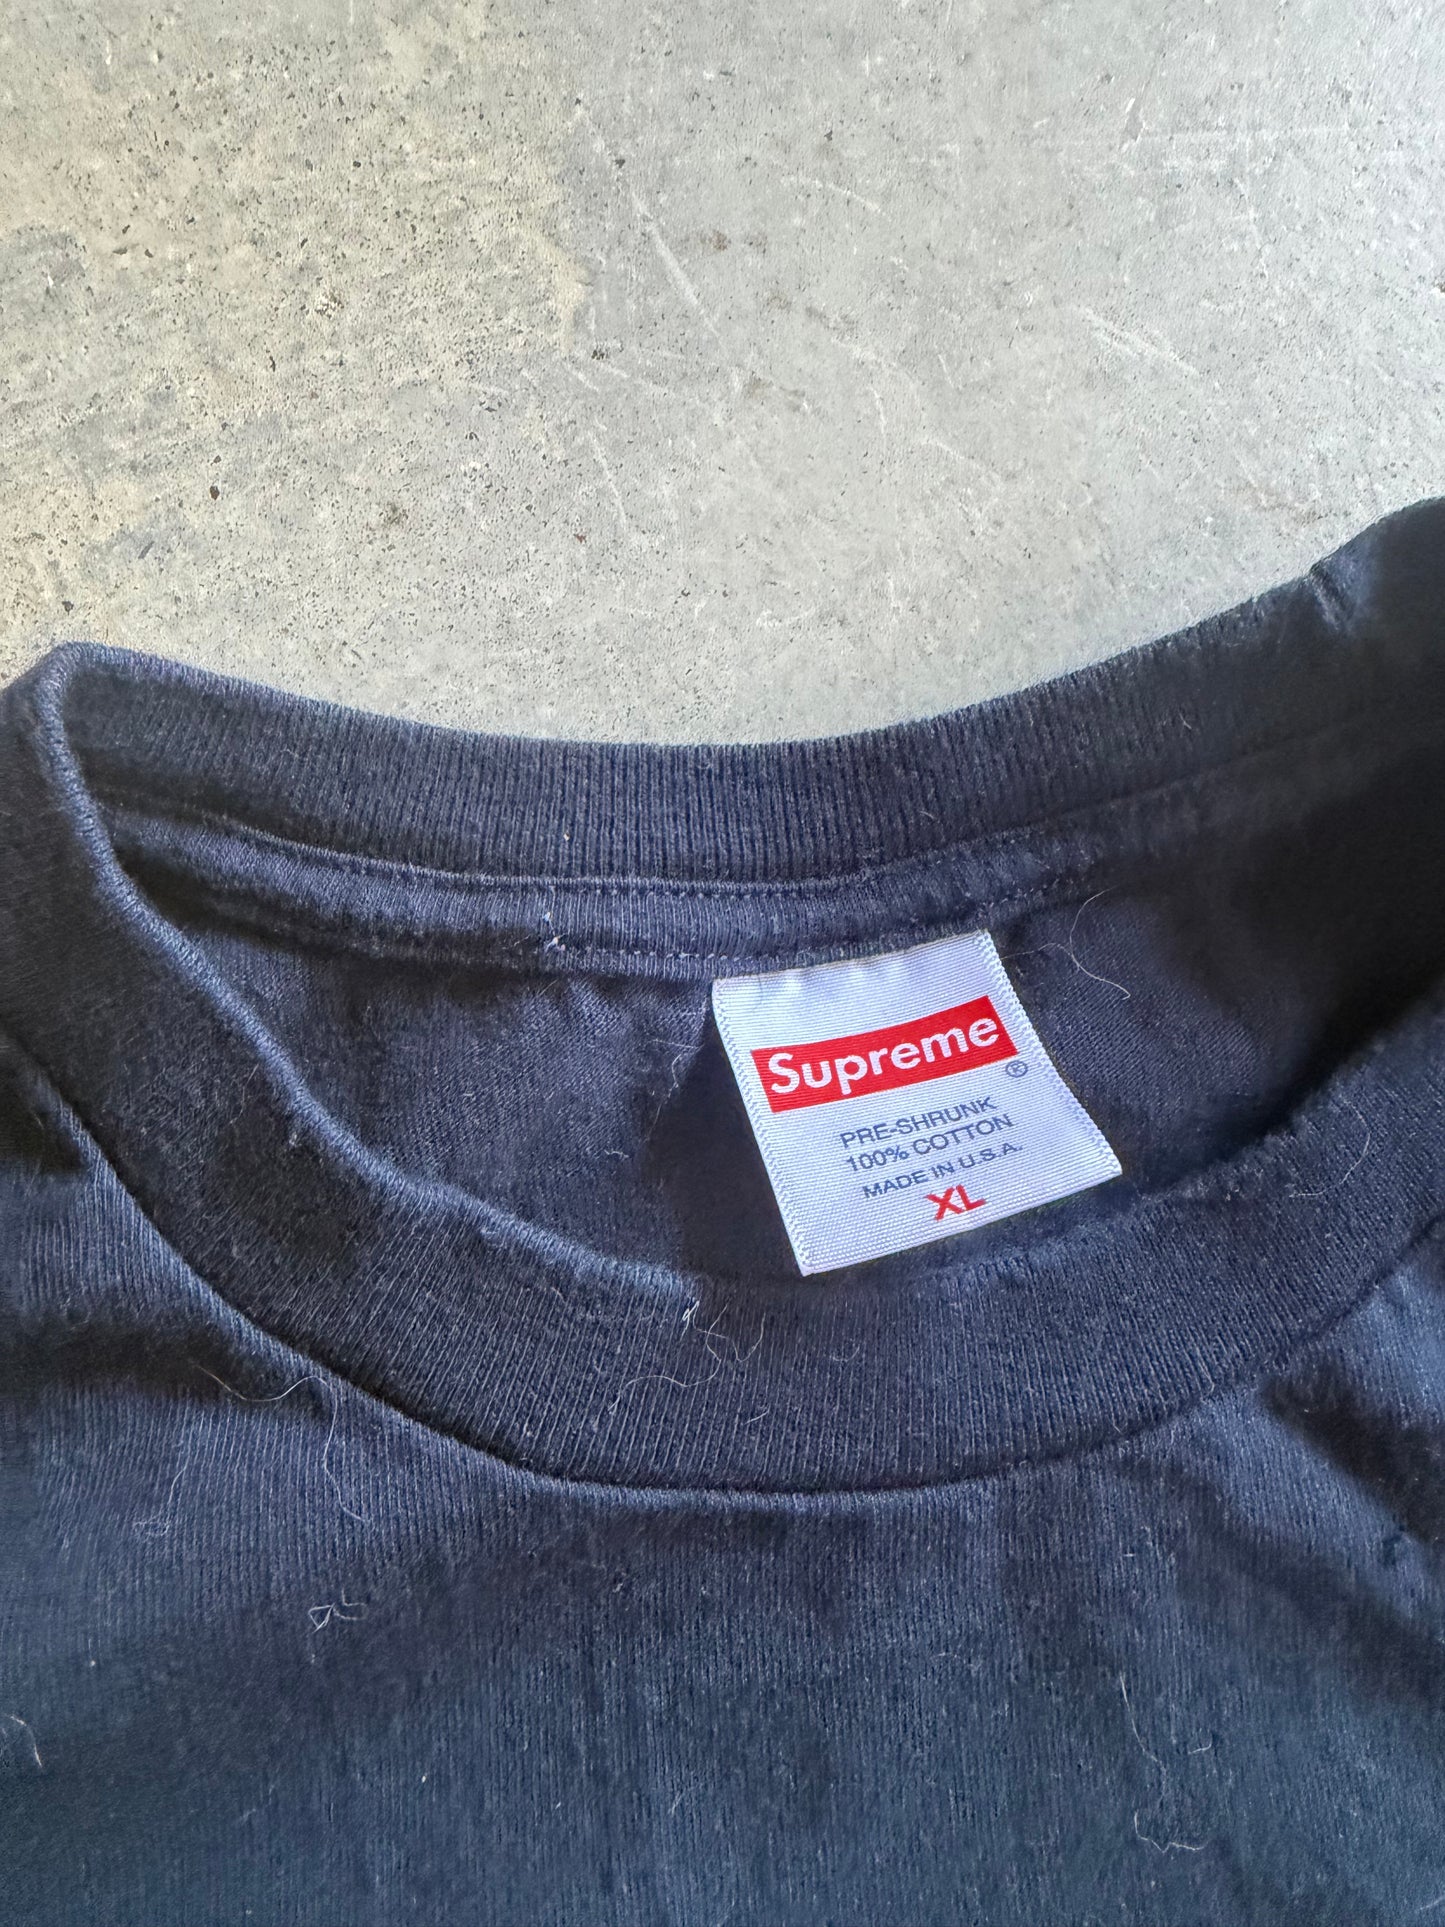 Supreme
®
PRE-SHRUNK
100% COTTON
MADE IN U.S.A.
XL